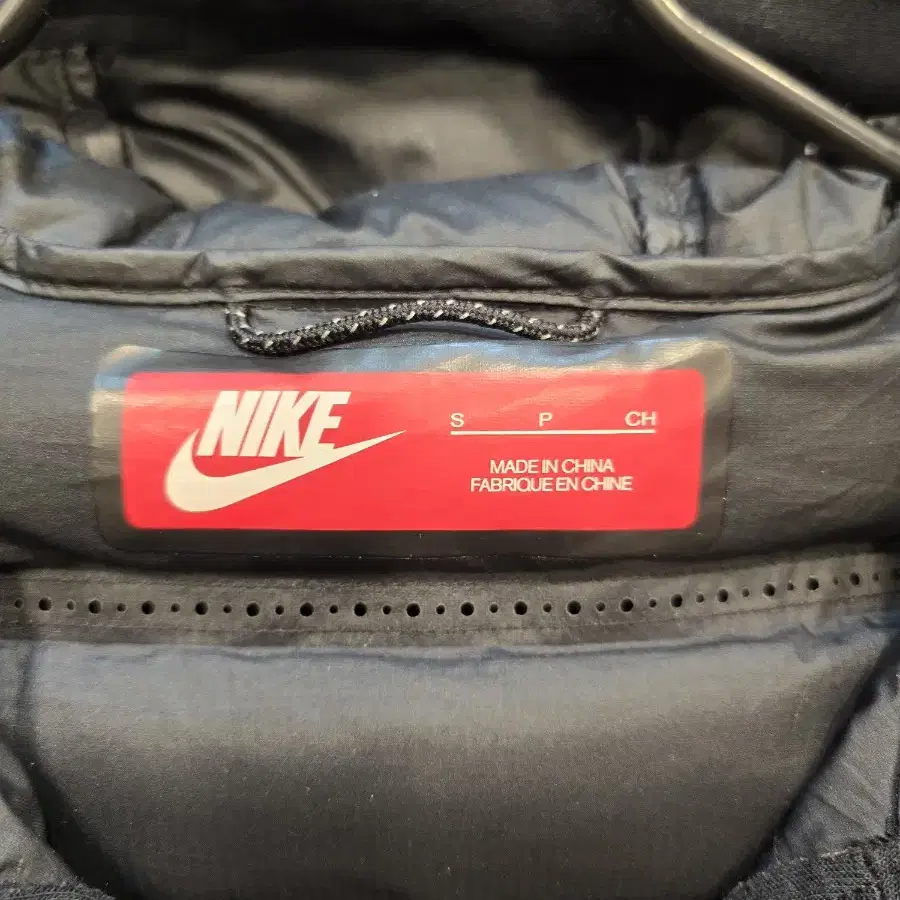 NIKE
S P CH
MADE IN CHINA
FABRIQUE EN CHINE